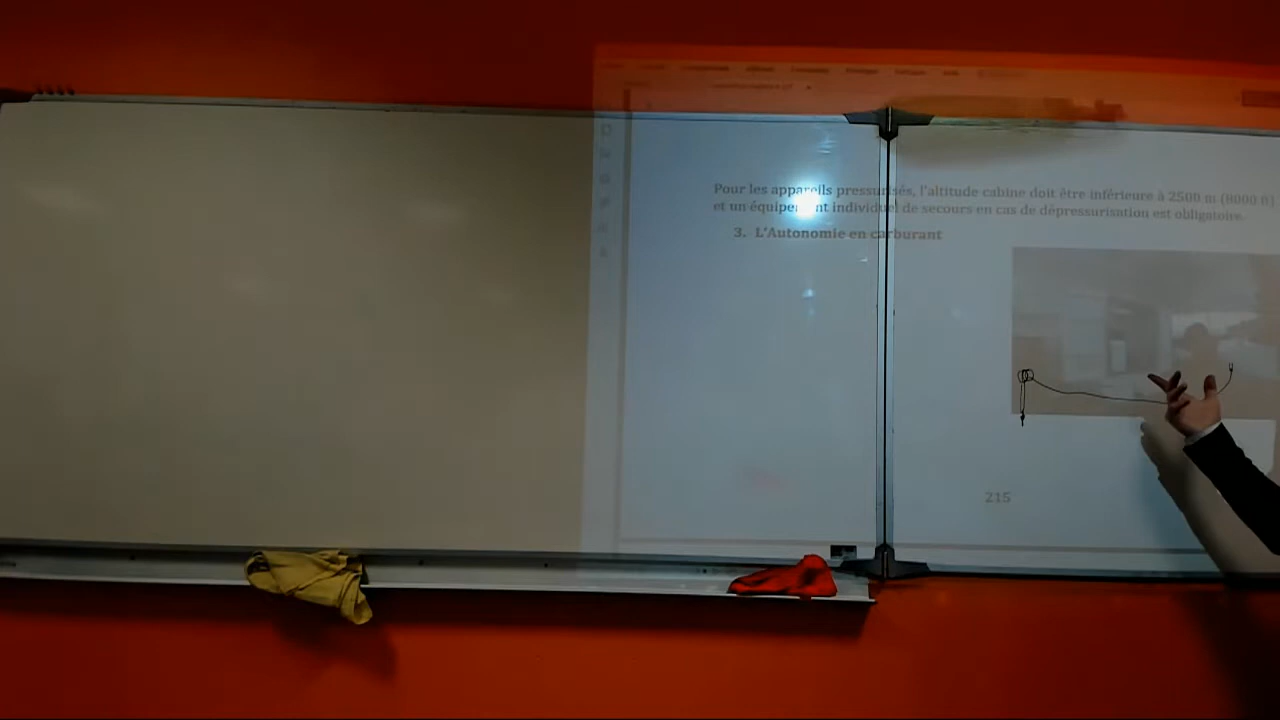 Pour les appareils pressurisés, l'altitude cabine doit être inférieure à 2500 m (8000 ft)
et un équipement individuel de secours en cas de dépressurisation est obligatoire.
3. L'Autonomie en carburant
215